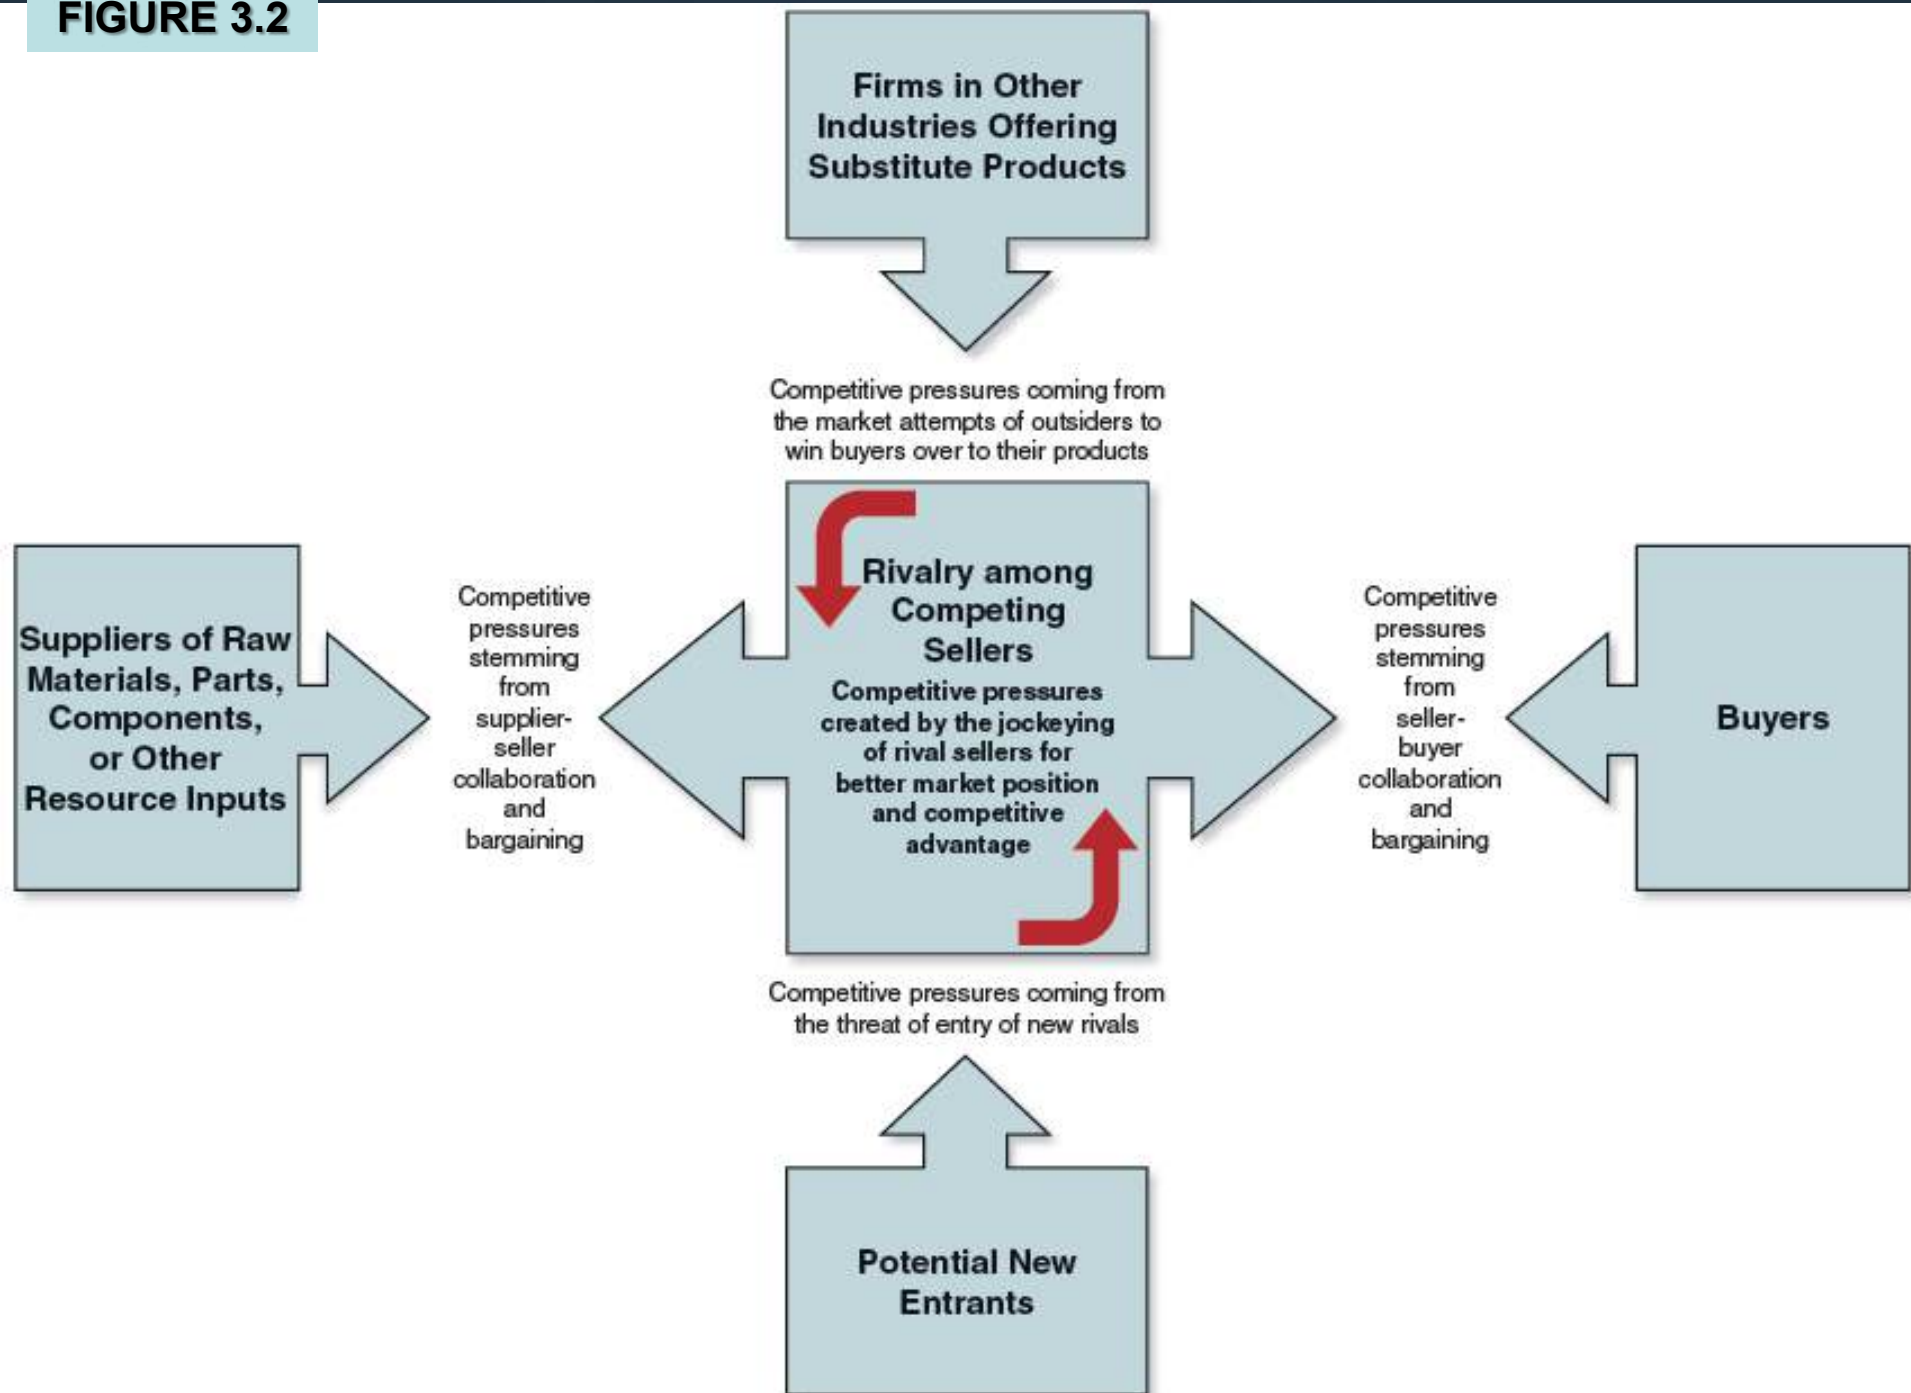 FIGURE 3.2
Firms in Other
Industries Offering
Substitute Products
Competitive pressures coming from
the market attempts of outsiders to
win buyers over to their products
Suppliers of Raw
Materials, Parts,
Components,
or Other
Resource Inputs
Competitive
pressures
stemming
from
supplier-
seller
collaboration
and
bargaining
Rivalry among
Competing
Sellers
Competitive pressures
created by the jockeying
of rival sellers for
better market position
and competitive
advantage
Competitive
pressures
stemming
from
seller-
buyer
collaboration
and
bargaining
Buyers
Competitive pressures coming from
the threat of entry of new rivals
Potential New
Entrants